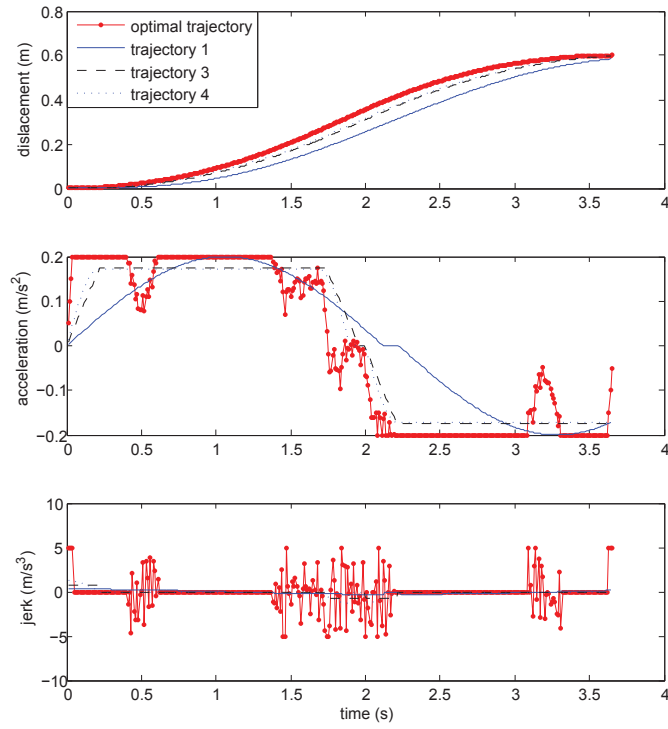 optimal trajectory
trajectory 1
trajectory 3
trajectory 4
dislacement (m)
0.8
0.6
0.4
0.2
0
0 0.5 1 1.5 2 2.5 3 3.5 4
acceleration (m/s²)
0.2
0.1
0
−0.1
−0.2
0 0.5 1 1.5 2 2.5 3 3.5 4
jerk (m/s³)
10
5
0
−5
−10
0 0.5 1 1.5 2 2.5 3 3.5 4
time (s)